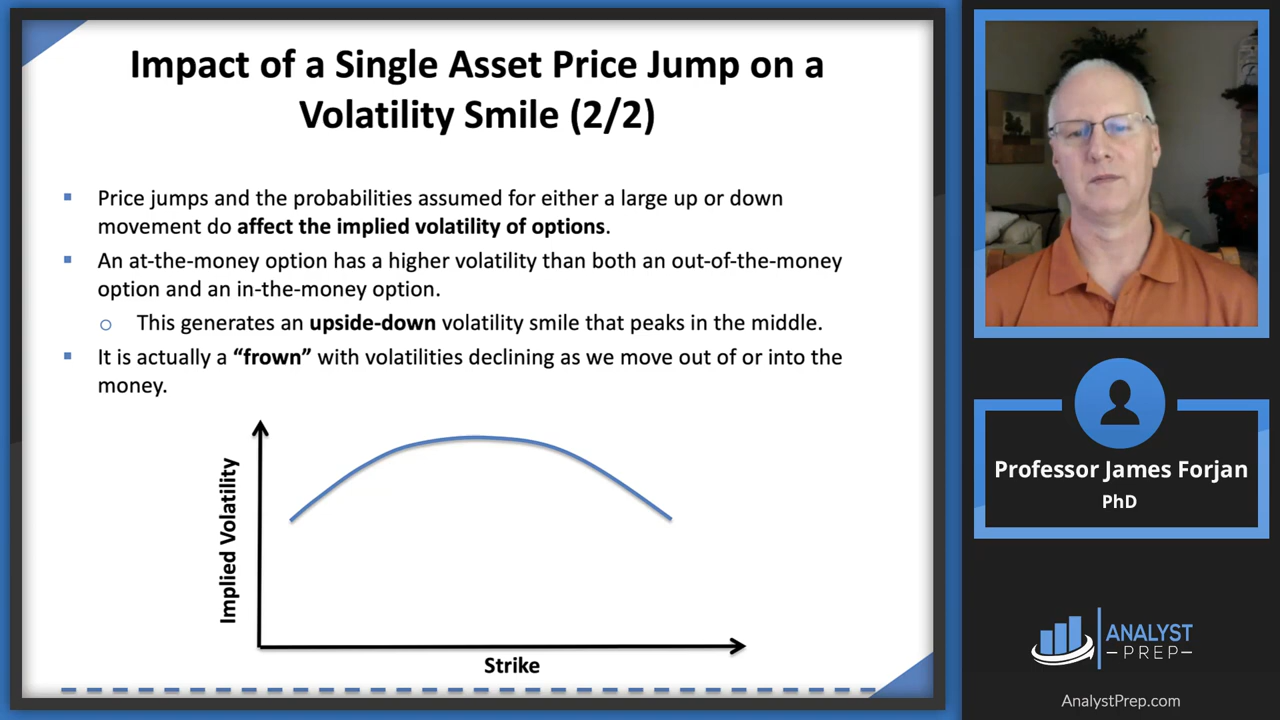 Impact of a Single Asset Price Jump on a
Volatility Smile (2/2)
▪ Price jumps and the probabilities assumed for either a large up or down
movement do affect the implied volatility of options.
▪ An at-the-money option has a higher volatility than both an out-of-the-money
option and an in-the-money option.
o This generates an upside-down volatility smile that peaks in the middle.
▪ It is actually a “frown” with volatilities declining as we move out of or into the
money.
Implied Volatility
Strike
Professor James Forjan
PhD
ANALYST
–PREP–
AnalystPrep.com